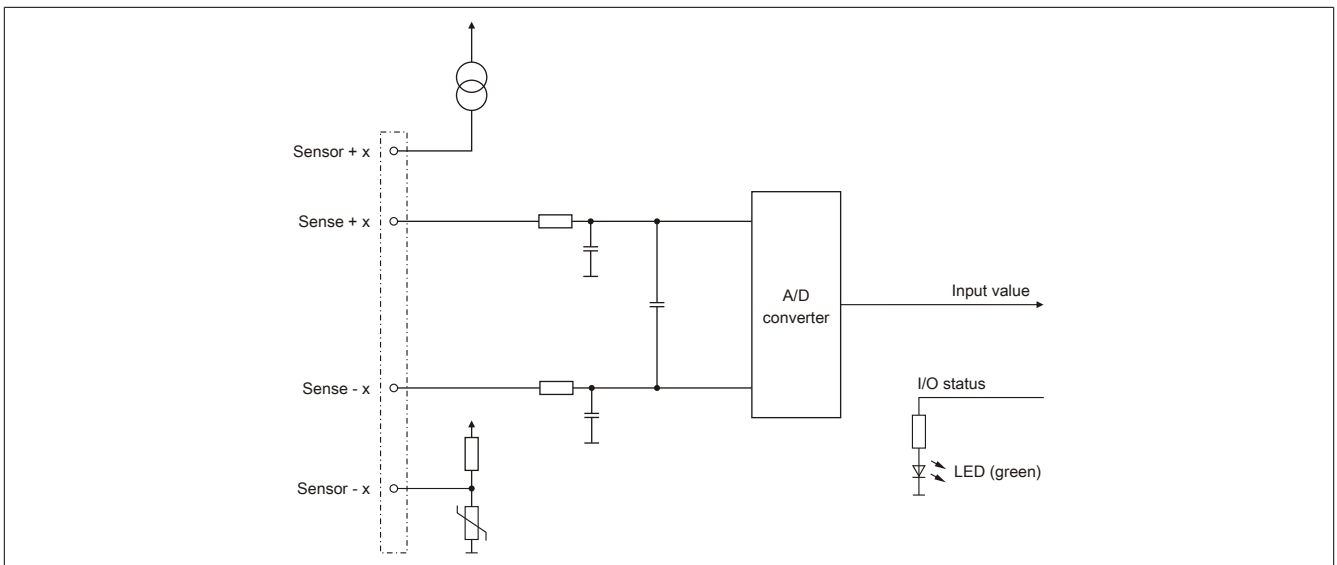 Sensor + x
Sense + x
A/D
converter
Input value
Sense - x
I/O status
LED (green)
Sensor - x